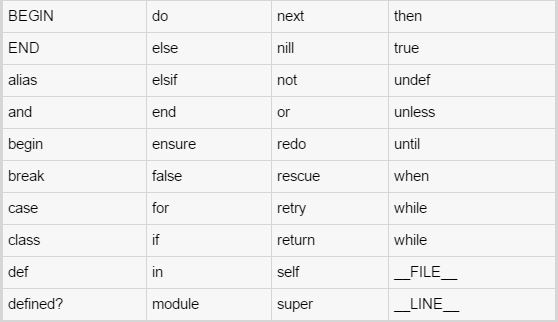 BEGIN do next then
END else nill true
alias elsif not undef
and end or unless
begin ensure redo until
break false rescue when
case for retry while
class if return while
def in self __FILE__
defined? module super __LINE__